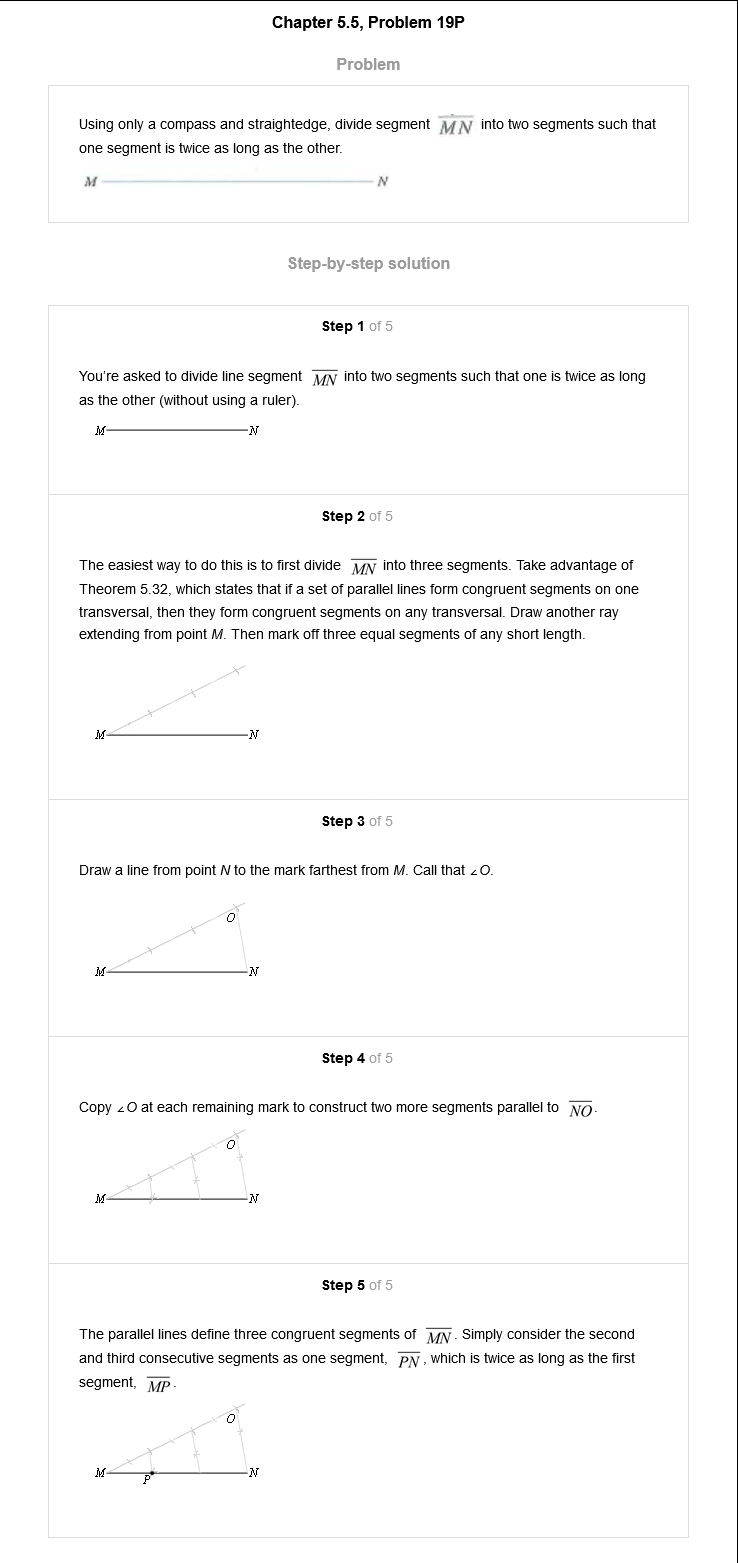 Chapter 5.5, Problem 19P
Problem
Using only a compass and straightedge, divide segment MN into two segments such that
one segment is twice as long as the other.
M N
Step-by-step solution
Step 1 of 5
You're asked to divide line segment MN into two segments such that one is twice as long
as the other (without using a ruler).
M N
Step 2 of 5
The easiest way to do this is to first divide MN into three segments. Take advantage of
Theorem 5.32, which states that if a set of parallel lines form congruent segments on one
transversal, then they form congruent segments on any transversal. Draw another ray
extending from point M. Then mark off three equal segments of any short length.
M N
Step 3 of 5
Draw a line from point N to the mark farthest from M. Call that ∠O.
O
M N
Step 4 of 5
Copy ∠O at each remaining mark to construct two more segments parallel to NO.
O
M N
Step 5 of 5
The parallel lines define three congruent segments of MN. Simply consider the second
and third consecutive segments as one segment, PN, which is twice as long as the first
segment, MP.
O
M N
P